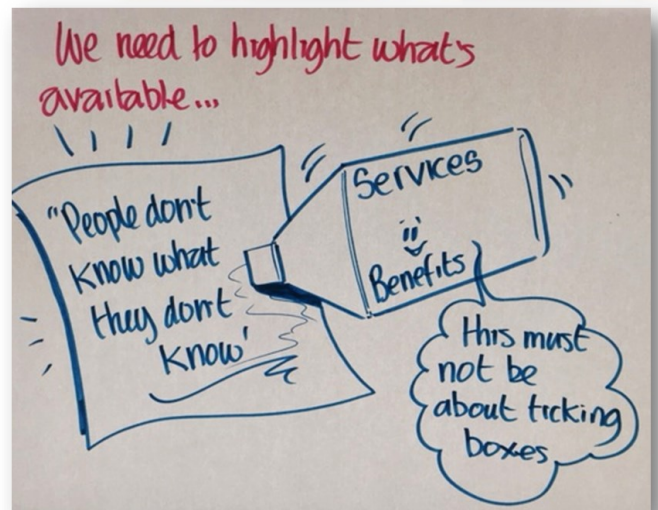 We need to highlight what's
available...
"People don't
know what
they don't
know'
Services
Benefits
this must
not be
about ticking
boxes